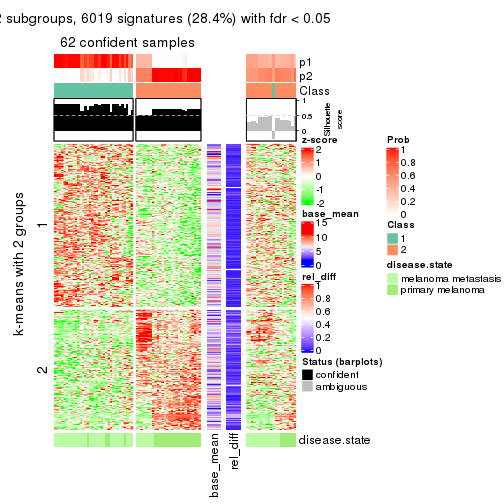 2 subgroups, 6019 signatures (28.4%) with fdr < 0.05
62 confident samples
p1
p2
Class
1
0.5
0
Silhouette
score
k-means with 2 groups
1
2
base_mean
rel_diff
disease.state
z-score
2
1
0
-1
-2
base_mean
15
10
5
0
rel_diff
1
0.8
0.6
0.4
0.2
0
Status (barplots)
confident
ambiguous
Prob
1
0.8
0.6
0.4
0.2
0
Class
1
2
disease.state
melanoma metastasis
primary melanoma